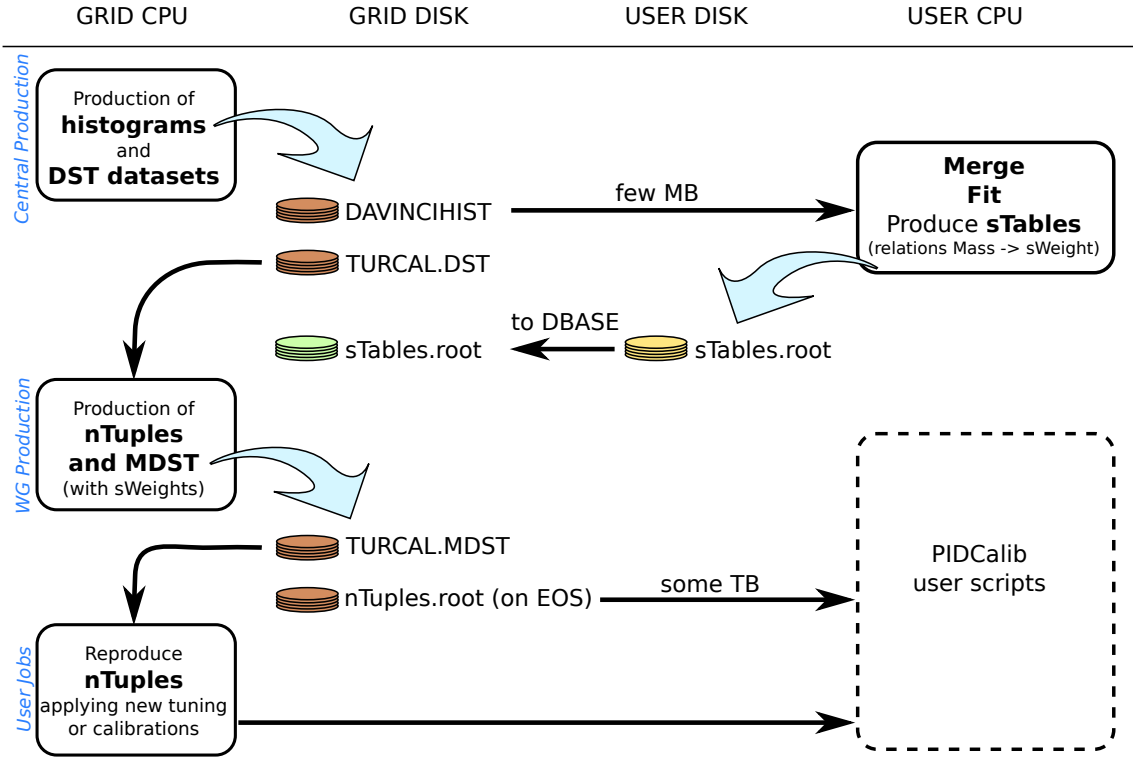 GRID CPU
GRID DISK
USER DISK
USER CPU
Central Production
Production of
histograms
and
DST datasets
DAVINCIHIST
few MB
Merge
Fit
Produce sTables
(relations Mass -> sWeight)
TURCAL.DST
sTables.root
to DBASE
sTables.root
WG Production
Production of
nTuples
and MDST
(with sWeights)
TURCAL.MDST
nTuples.root (on EOS)
some TB
PIDCalib
user scripts
User Jobs
Reproduce
nTuples
applying new tuning
or calibrations